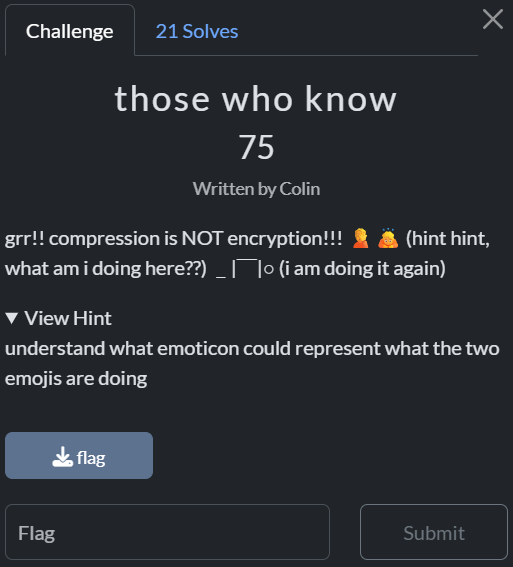 Challenge
21 Solves
those who know
75
Written by Colin
grr!! compression is NOT encryption!!! 🤦 🙇 (hint hint,
what am i doing here??) _ |￣|○ (i am doing it again)
▼ View Hint
understand what emoticon could represent what the two
emojis are doing
flag
Flag
Submit